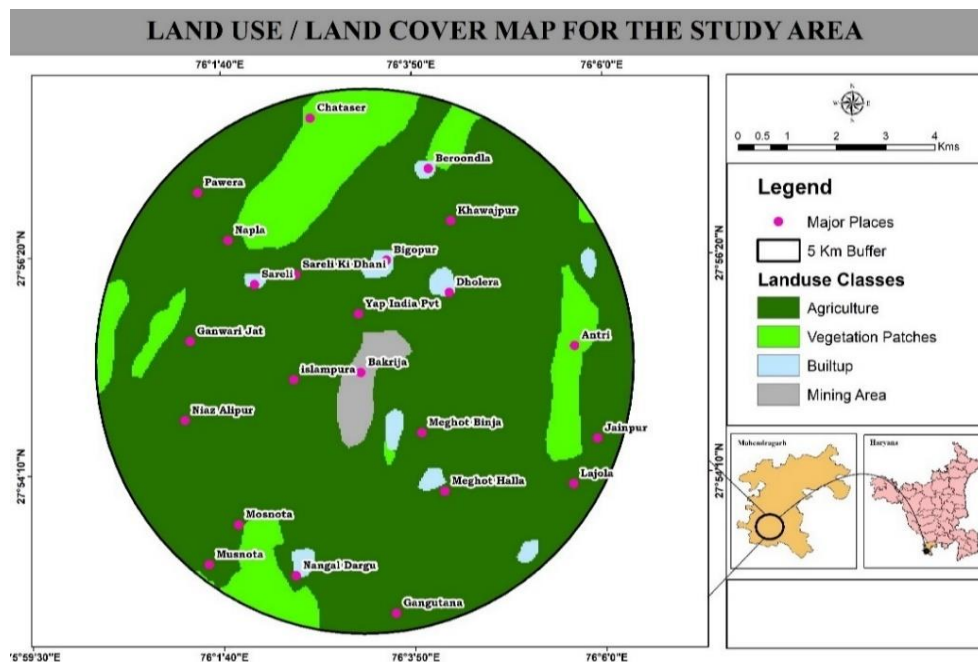 LAND USE / LAND COVER MAP FOR THE STUDY AREA
76°1'40"E
76°3'50"E
76°6'0"E
Chataser
Beroondla
Pawera
Khawajpur
Napla
Bigopur
27°56'20"N
27°56'20"N
Sareli Ki Dhani
Sareli
Dholera
Yap India Pvt
Ganwari Jat
Antri
Bakrija
islampura
Niaz Alipur
Meghot Binja
Jainpur
27°54'10"N
27°54'10"N
Meghot Halla
Lajola
Mosnota
Musnota
Nangal Dargu
Gangutana
5°59'30"E
76°1'40"E
76°3'50"E
76°6'0"E
N
W E
S
0 0.5 1 2 3 4
Kms
Legend
Major Places
5 Km Buffer
Landuse Classes
Agriculture
Vegetation Patches
Builtup
Mining Area
Mahendragarh
Haryana